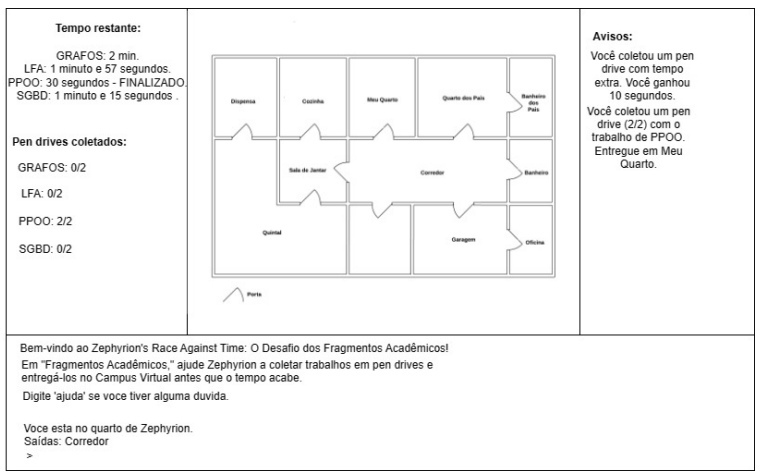 Tempo restante:
GRAFOS: 2 min.
LFA: 1 minuto e 57 segundos.
PPOO: 30 segundos - FINALIZADO.
SGBD: 1 minuto e 15 segundos .
Pen drives coletados:
GRAFOS: 0/2
LFA: 0/2
PPOO: 2/2
SGBD: 0/2
Dispensa
Cozinha
Meu Quarto
Quarto dos Pais
Banheiro
dos
Pais
Sala de Jantar
Corredor
Banheiro
Quintal
Garagem
Oficina
Porta
Avisos:
Você coletou um pen
drive com tempo
extra. Você ganhou
10 segundos.
Você coletou um pen
drive (2/2) com o
trabalho de PPOO.
Entregue em Meu
Quarto.
Bem-vindo ao Zephyrion's Race Against Time: O Desafio dos Fragmentos Acadêmicos!
Em "Fragmentos Acadêmicos," ajude Zephyrion a coletar trabalhos em pen drives e
entregá-los no Campus Virtual antes que o tempo acabe.
Digite 'ajuda' se voce tiver alguma duvida.
Voce esta no quarto de Zephyrion.
Saídas: Corredor
>